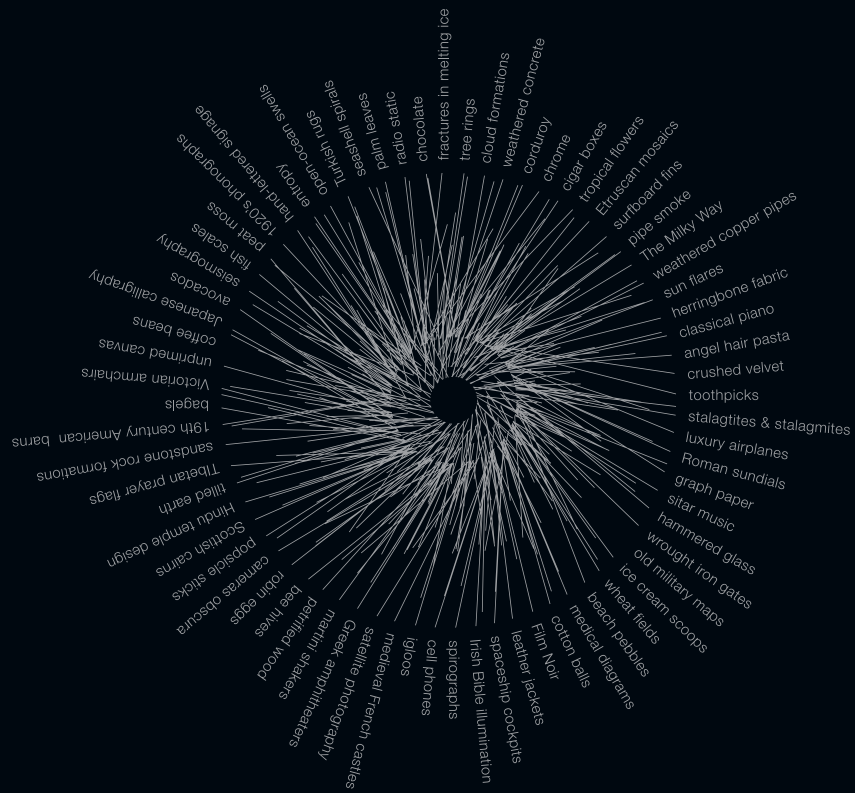 fractures in melting ice
tree rings
cloud formations
weathered concrete
corduroy
chrome
cigar boxes
tropical flowers
Etruscan mosaics
surfboard fins
pipe smoke
The Milky Way
weathered copper pipes
sun flares
herringbone fabric
classical piano
angel hair pasta
crushed velvet
toothpicks
stalagtites & stalagmites
luxury airplanes
Roman sundials
graph paper
sitar music
hammered glass
wrought iron gates
old military maps
ice cream scoops
wheat fields
beach pebbles
medical diagrams
cotton balls
Film Noir
leather jackets
spaceship cockpits
Irish Bible illumination
spirographs
cell phones
igloos
medieval French castles
satellite photography
Greek amphitheaters
martini shakers
petrified wood
bee hives
robin eggs
cameras obscura
popsicle sticks
Scottish cairns
Hindu temple design
tilled earth
Tibetan prayer flags
sandstone rock formations
19th century American barns
bagels
Victorian armchairs
unprimed canvas
coffee beans
Japanese calligraphy
avocados
seismography
fish scales
peat moss
1920's phonographs
hand-lettered signage
entropy
open-ocean swells
Turkish rugs
seashell spirals
palm leaves
radio static
chocolate